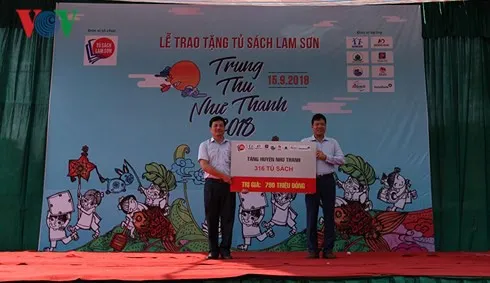 VOV
TỦ SÁCH LAM SƠN
LỄ TRAO TẶNG TỦ SÁCH LAM SƠN
Trung
Thu
15.9.2018
Như Thanh
2018
TẶNG HUYỆN NHƯ THANH
316 TỦ SÁCH
TRỊ GIÁ: 790 TRIỆU ĐỒNG